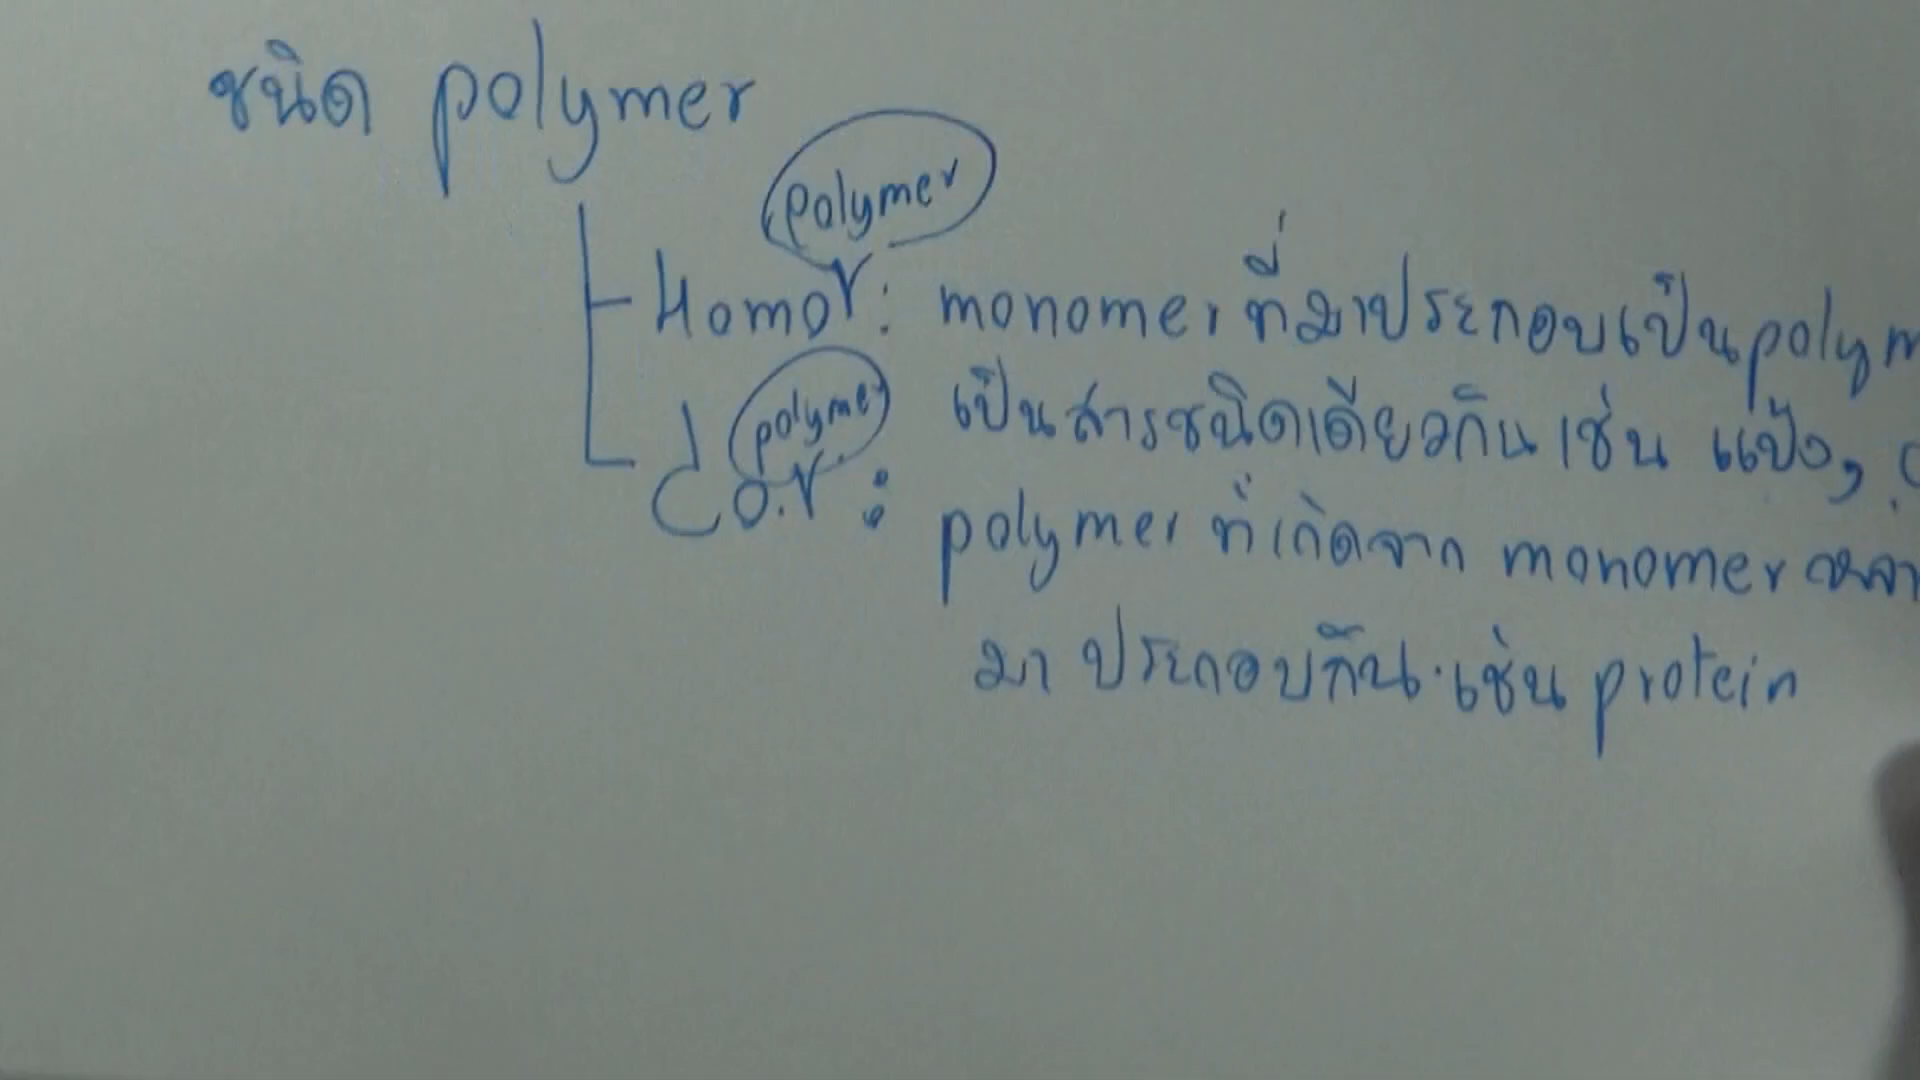 ชนิด polymer
polymer
Homo : monomer ที่มาประกอบเป็น polym
polymer เป็นสารชนิดเดียวกัน เช่น แป้ง,
Co. : polymer ที่เกิดจาก monomer หลา
มาประกอบกัน.เช่น protein